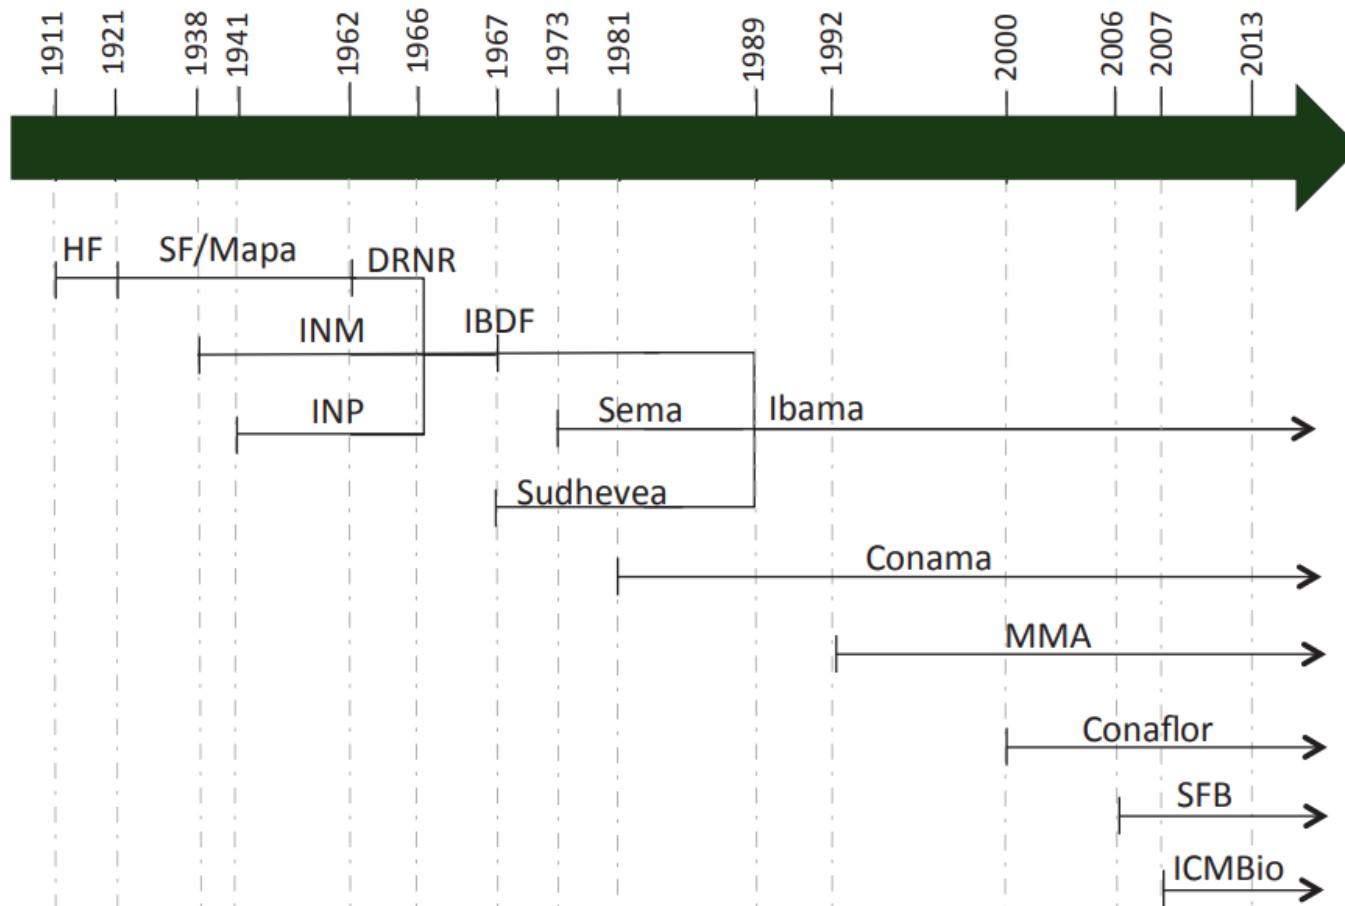 1911 1921 1938 1941 1962 1966 1967 1973 1981 1989 1992 2000 2006 2007 2013
HF SF/Mapa DRNR
INM IBDF
INP Sema Ibama
Sudhevea
Conama
MMA
Conaflor
SFB
ICMBio